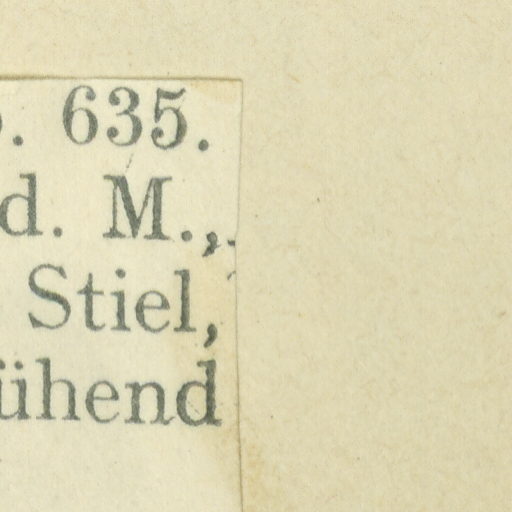 . 635.
d. M.,
Stiel,
ühend